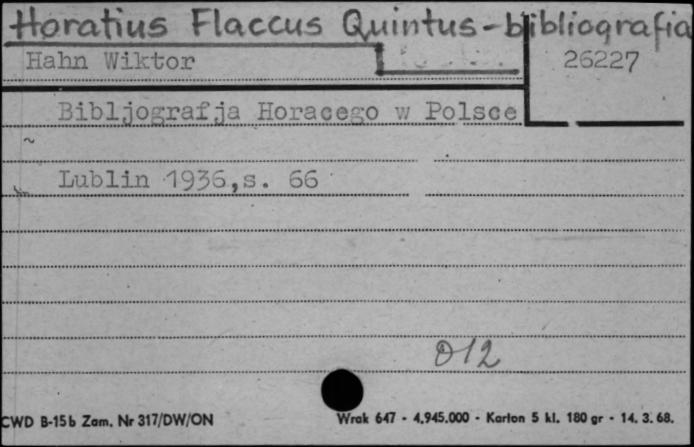 Horatius Flaccus Quintus-bibliografia
Hahn Wiktor
26227
Bibljografja Horacego w Polsce
Lublin 1936,s. 66
012
CWD B-15b Zam. Nr 317/DW/ON
Wrak 647 - 4.945.000 - Karton 5 kl. 180 gr - 14. 3. 68.